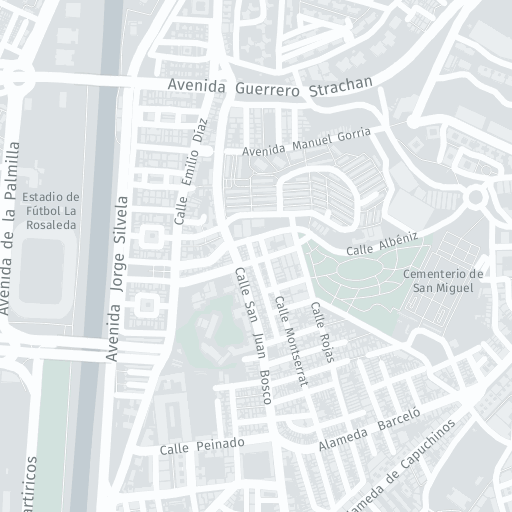 Avenida Guerrero Strachan
Avenida Manuel Gorria
Calle Emilio Díaz
Avenida de la Palmilla
Estadio de
Fútbol La
Rosaleda
Avenida Jorge Silvela
Calle Albéniz
Cementerio de
San Miguel
Calle San Juan Bosco
Calle Montserrat
Calle Rojas
Alameda Barceló
Calle Peinado
Alameda de Capuchinos
artiricos